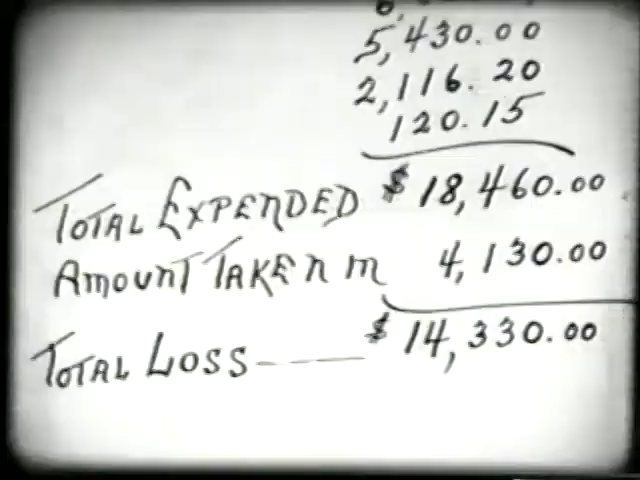 5,430.00
2,116.20
120.15
Total Expended $ 18,460.00
Amount Taken in 4,130.00
Total Loss ---- $ 14,330.00